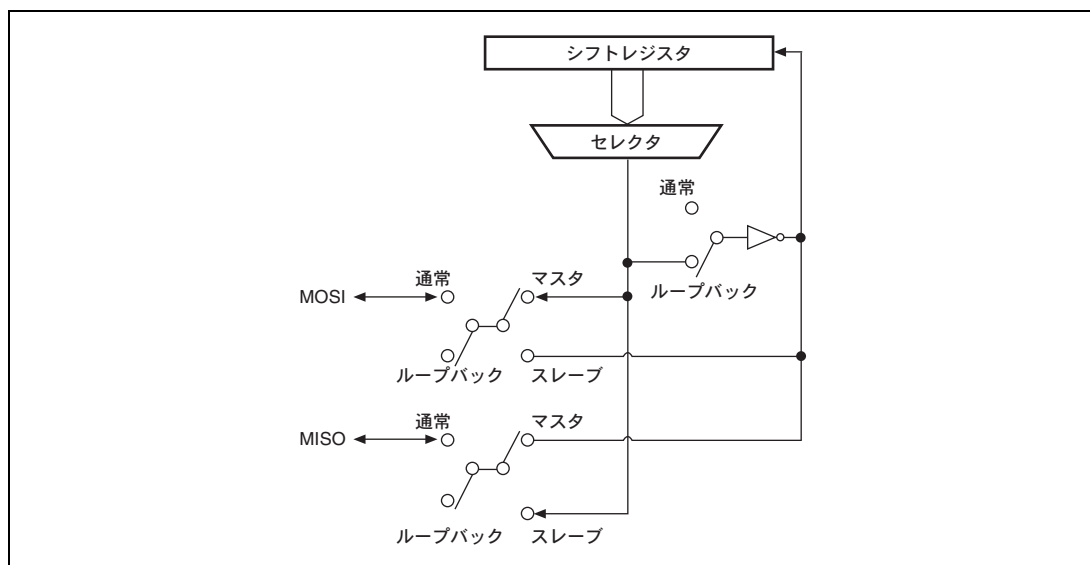 シフトレジスタ
セレクタ
通常
ループバック
通常
マスタ
MOSI
ループバック
スレーブ
通常
マスタ
MISO
ループバック
スレーブ